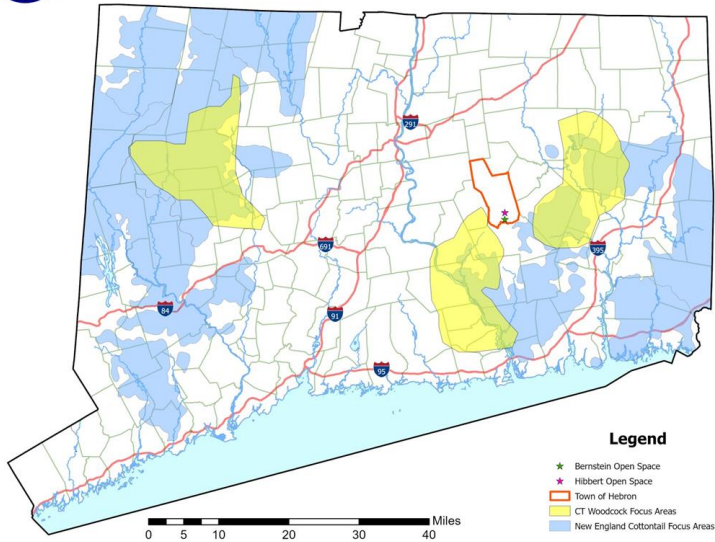 291
691
395
84
91
95
Legend
Bernstein Open Space
Hibbert Open Space
Town of Hebron
CT Woodcock Focus Areas
New England Cottontail Focus Areas
Miles
0 5 10 20 30 40